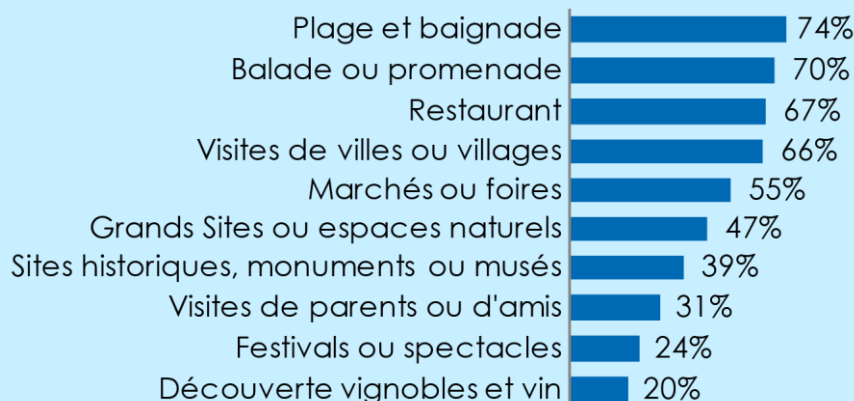 Plage et baignade 74%
Balade ou promenade 70%
Restaurant 67%
Visites de villes ou villages 66%
Marchés ou foires 55%
Grands Sites ou espaces naturels 47%
Sites historiques, monuments ou musés 39%
Visites de parents ou d'amis 31%
Festivals ou spectacles 24%
Découverte vignobles et vin 20%